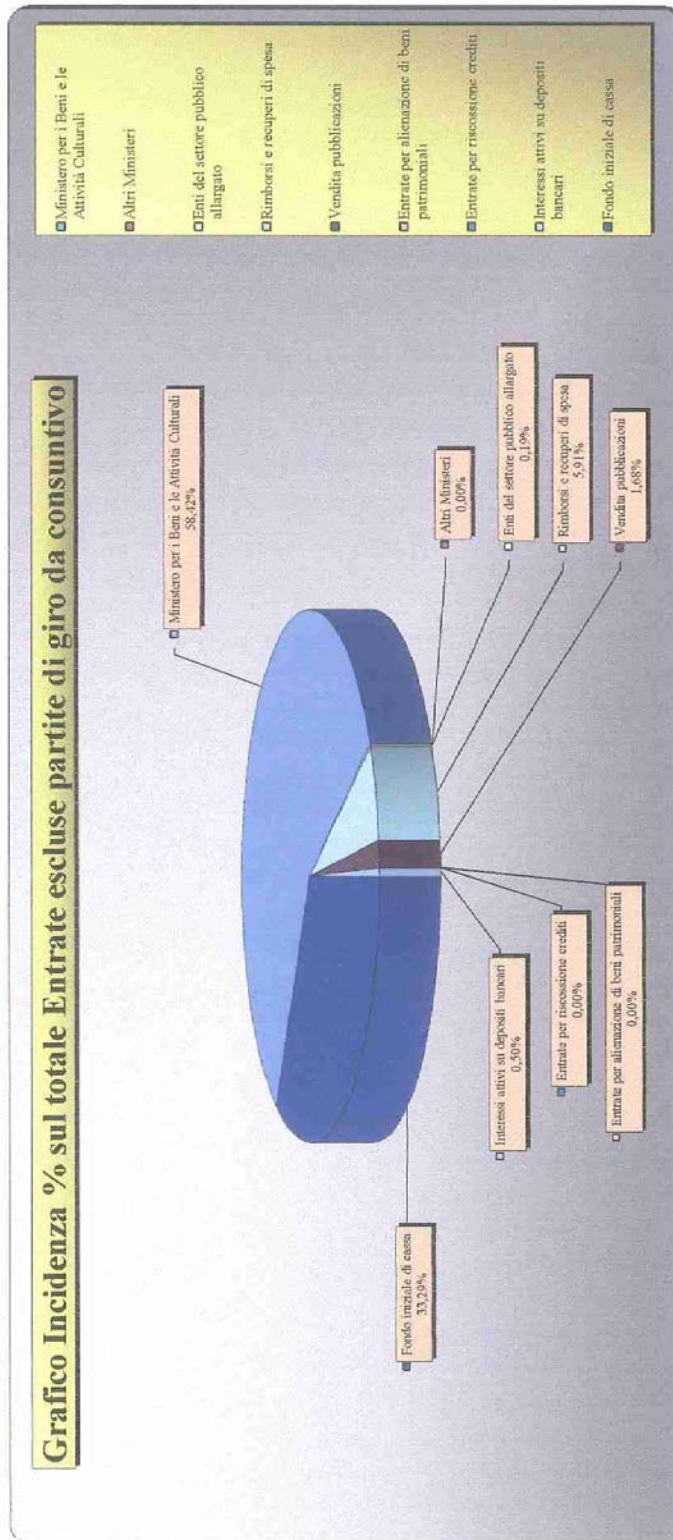 Grafico Incidenza % sul totale Entrate escluse partite di giro da consuntivo
Ministero per i Beni e le Attività Culturali
58,42%
Altri Ministeri
0,00%
Enti del settore pubblico allargato
0,19%
Rimborsi e recuperi di spesa
5,91%
Vendita pubblicazioni
1,68%
Entrate per alienazione di beni patrimoniali
0,00%
Entrate per riscossione crediti
0,00%
Interessi attivi su depositi bancari
0,50%
Fondo iniziale di cassa
33,29%
Ministero per i Beni e le
Attività Culturali
Altri Ministeri
Enti del settore pubblico
allargato
Rimborsi e recuperi di spesa
Vendita pubblicazioni
Entrate per alienazione di beni
patrimoniali
Entrate per riscossione crediti
Interessi attivi su depositi
bancari
Fondo iniziale di cassa